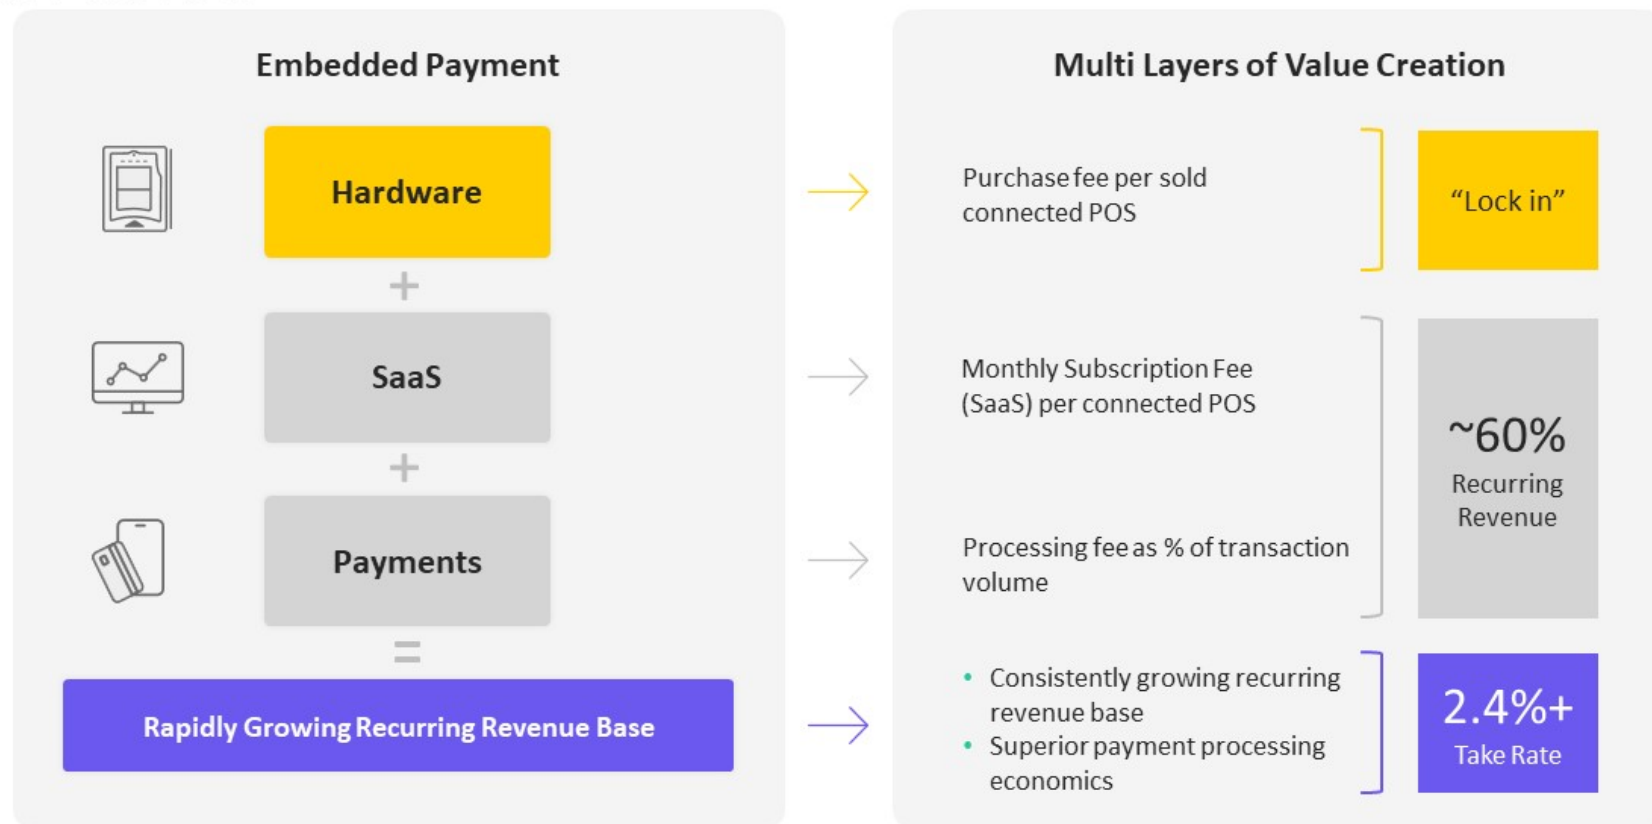 Embedded Payment
Hardware
+
SaaS
+
Payments
=
Rapidly Growing Recurring Revenue Base
Multi Layers of Value Creation
Purchase fee per sold
connected POS
“Lock in”
Monthly Subscription Fee
(SaaS) per connected POS
Processing fee as % of transaction
volume
~60%
Recurring
Revenue
• Consistently growing recurring
revenue base
• Superior payment processing
economics
2.4%+
Take Rate